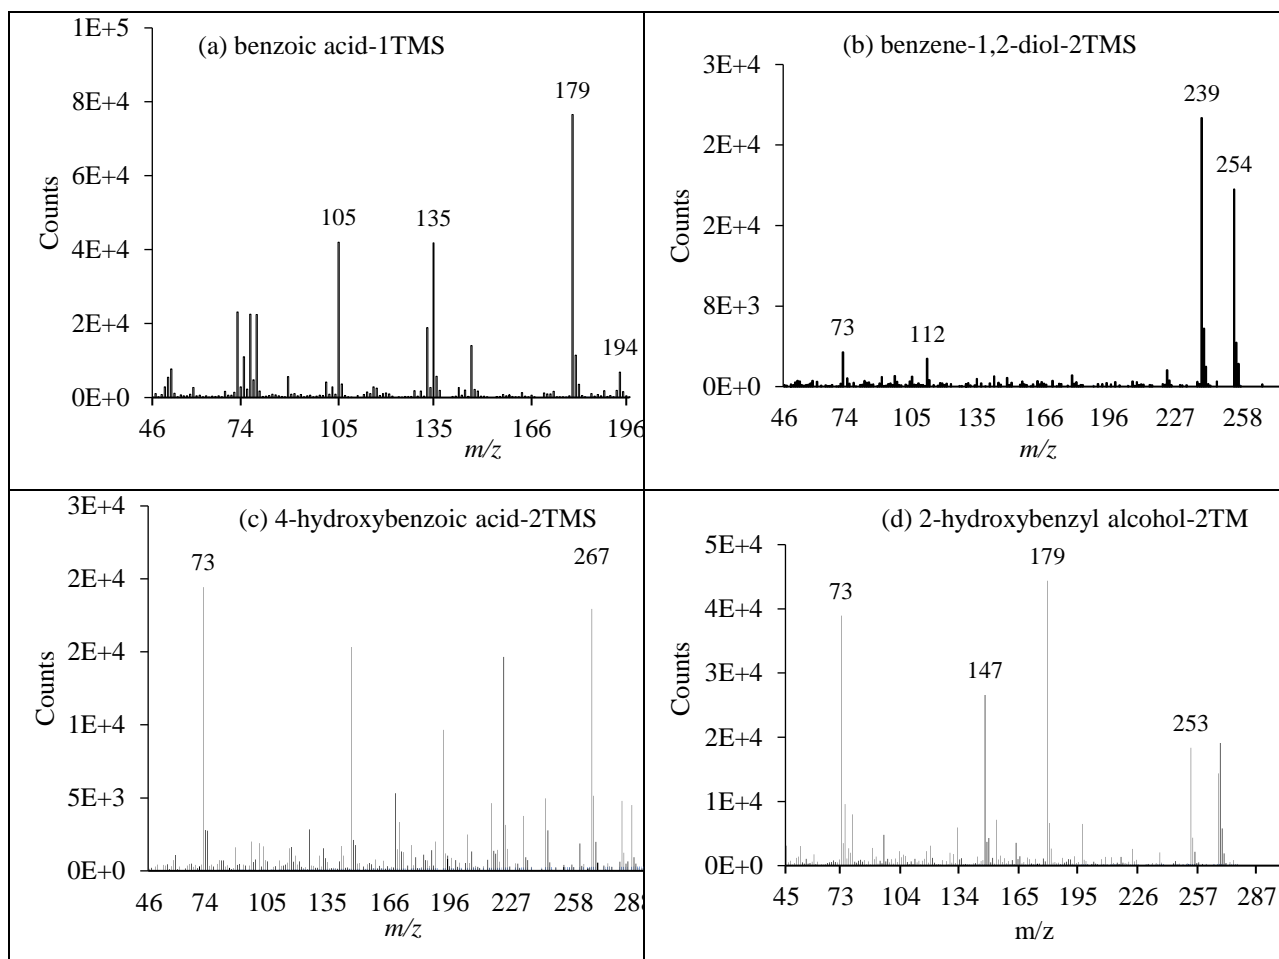 (a) benzoic acid-1TMS
1E+5
8E+4
6E+4
4E+4
2E+4
0E+0
Counts
179
105
135
194
46 74 105 135 166 196
m/z
(b) benzene-1,2-diol-2TMS
3E+4
2E+4
2E+4
8E+3
0E+0
Counts
239
254
73
112
46 74 105 135 166 196 227 258
m/z
(c) 4-hydroxybenzoic acid-2TMS
3E+4
2E+4
2E+4
1E+4
5E+3
0E+0
Counts
73
267
46 74 105 135 166 196 227 258 288
m/z
(d) 2-hydroxybenzyl alcohol-2TM
5E+4
4E+4
3E+4
2E+4
1E+4
0E+0
Counts
179
73
147
253
45 73 104 134 165 195 226 257 287
m/z